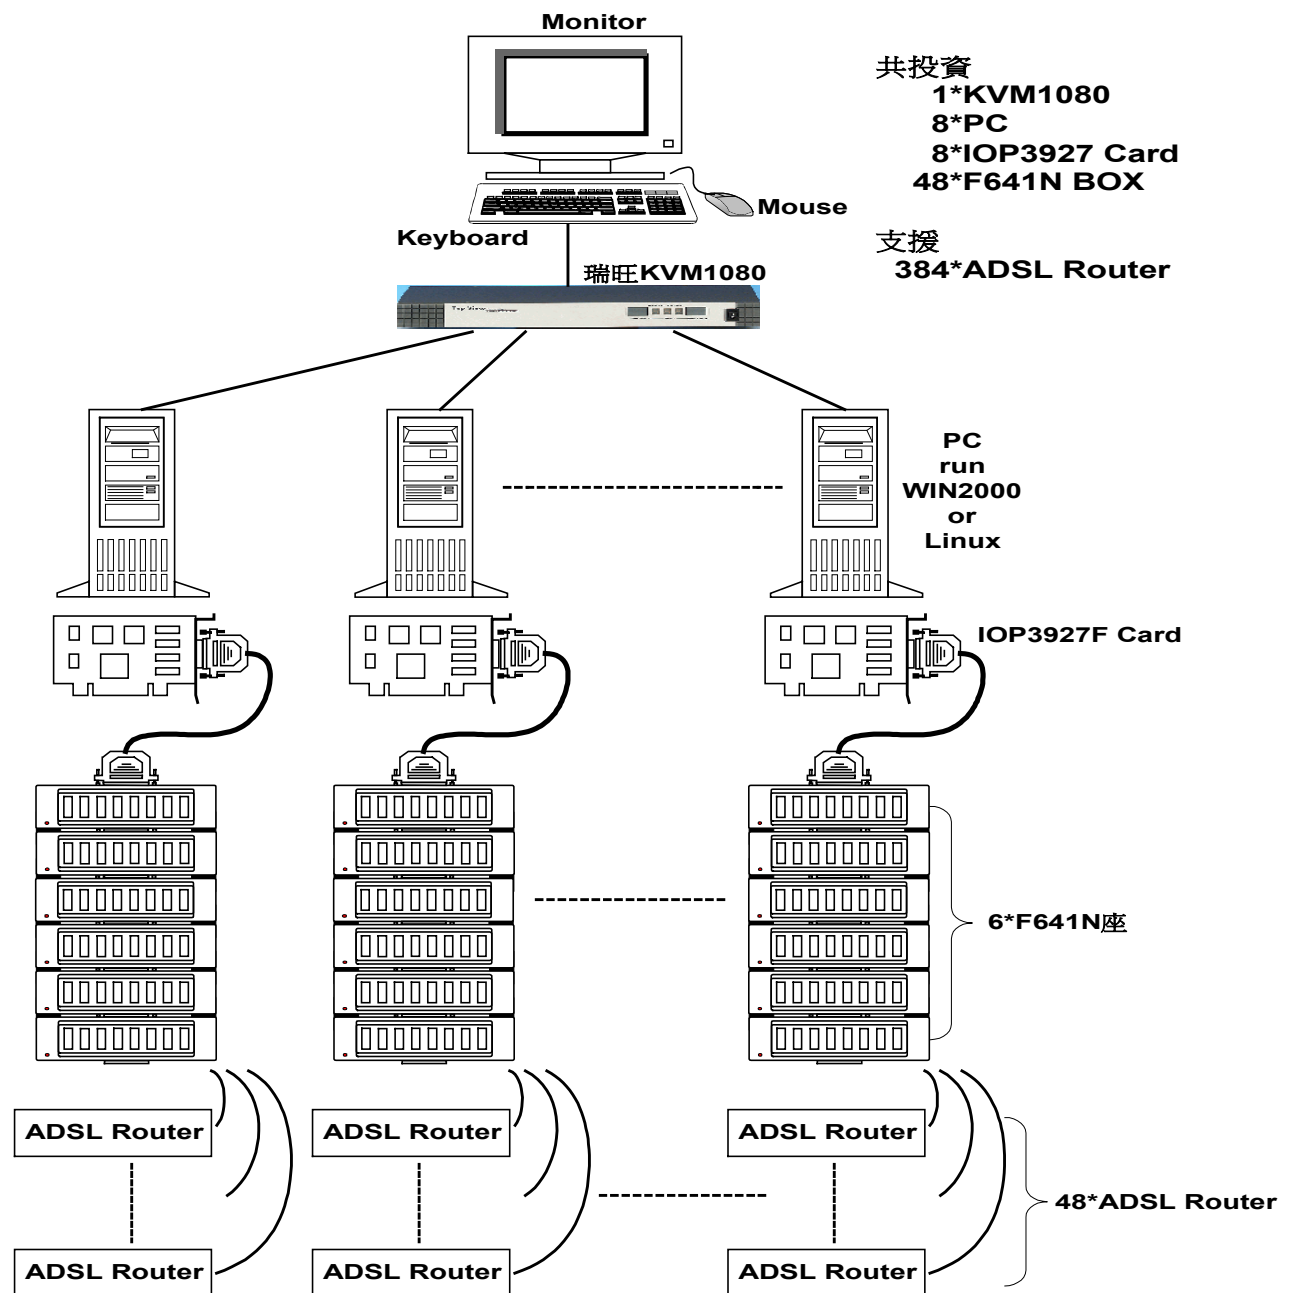 Monitor
共投資
1*KVM1080
8*PC
8*IOP3927 Card
48*F641N BOX
Mouse
Keyboard
支援
384*ADSL Router
瑞旺KVM1080
Top View
PC
run
WIN2000
or
Linux
IOP3927F Card
6*F641N座
ADSL Router
ADSL Router
ADSL Router
48*ADSL Router
ADSL Router
ADSL Router
ADSL Router